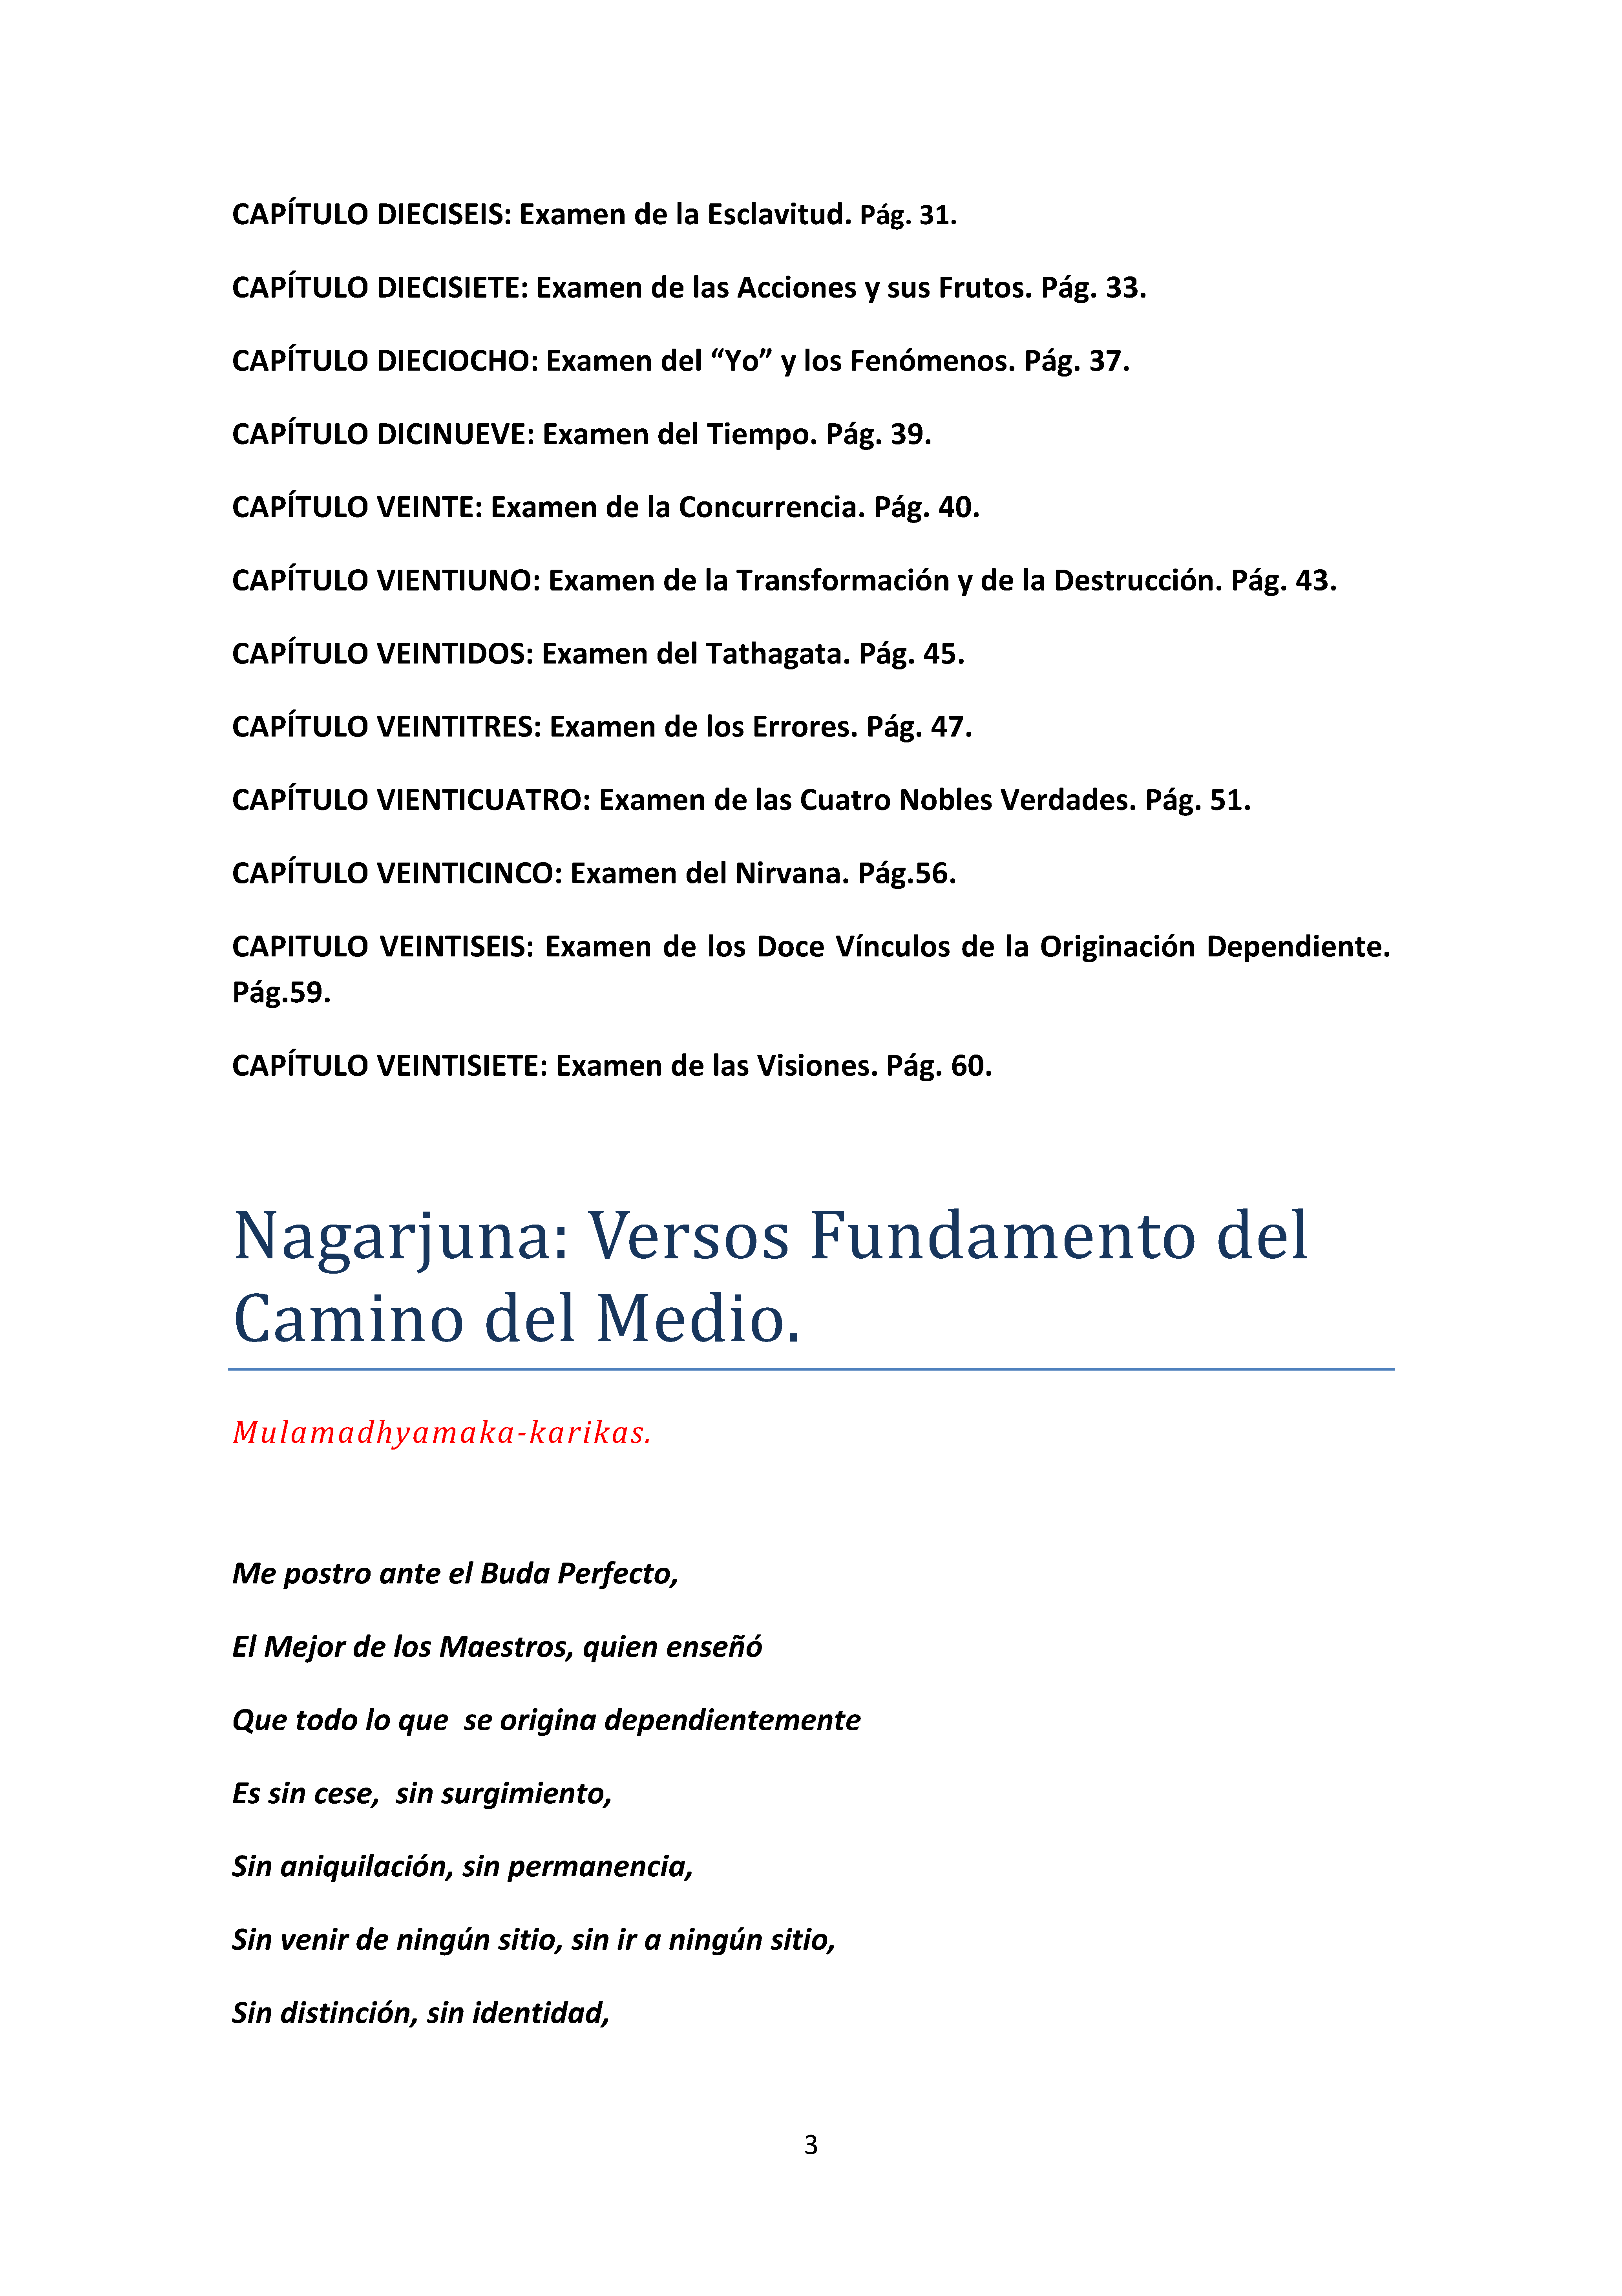 CAPÍTULO DIECISEIS: Examen de la Esclavitud. Pág. 31.
CAPÍTULO DIECISIETE: Examen de las Acciones y sus Frutos. Pág. 33.
CAPÍTULO DIECIOCHO: Examen del “Yo” y los Fenómenos. Pág. 37.
CAPÍTULO DICINUEVE: Examen del Tiempo. Pág. 39.
CAPÍTULO VEINTE: Examen de la Concurrencia. Pág. 40.
CAPÍTULO VIENTIUNO: Examen de la Transformación y de la Destrucción. Pág. 43.
CAPÍTULO VEINTIDOS: Examen del Tathagata. Pág. 45.
CAPÍTULO VEINTITRES: Examen de los Errores. Pág. 47.
CAPÍTULO VIENTICUATRO: Examen de las Cuatro Nobles Verdades. Pág. 51.
CAPÍTULO VEINTICINCO: Examen del Nirvana. Pág.56.
CAPITULO VEINTISEIS: Examen de los Doce Vínculos de la Originación Dependiente.
Pág.59.
CAPÍTULO VEINTISIETE: Examen de las Visiones. Pág. 60.
Nagarjuna: Versos Fundamento del
Camino del Medio.
Mulamadhyamaka-karikas.
Me postro ante el Buda Perfecto,
El Mejor de los Maestros, quien enseñó
Que todo lo que  se origina dependientemente
Es sin cese,  sin surgimiento,
Sin aniquilación, sin permanencia,
Sin venir de ningún sitio, sin ir a ningún sitio,
Sin distinción, sin identidad,
3